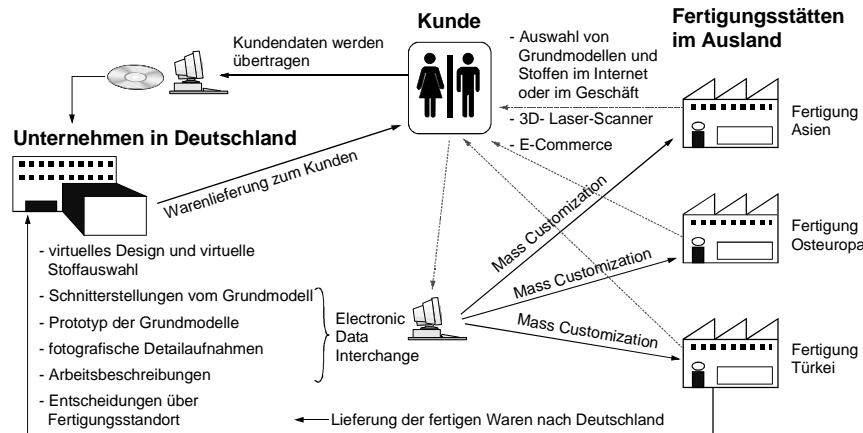 Kunde
Fertigungsstätten
im Ausland
Kundendaten werden
übertragen
- Auswahl von
Grundmodellen und
Stoffen im Internet
oder im Geschäft
- 3D- Laser-Scanner
- E-Commerce
Fertigung
Asien
Unternehmen in Deutschland
Warenlieferung zum Kunden
Mass Customization
Fertigung
Osteuropa
- virtuelles Design und virtuelle
Stoffauswahl
- Schnitterstellungen vom Grundmodell
- Prototyp der Grundmodelle
- fotografische Detailaufnahmen
- Arbeitsbeschreibungen
- Entscheidungen über
Fertigungsstandort
Electronic
Data
Interchange
Mass Customization
Mass Customization
Fertigung
Türkei
Lieferung der fertigen Waren nach Deutschland